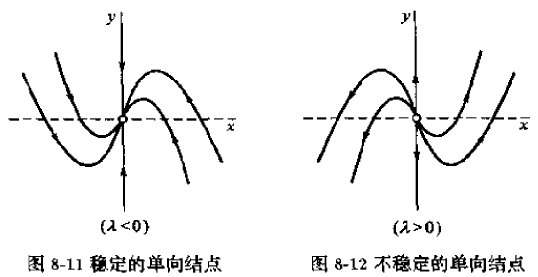 y
x
(λ<0)
图 8-11 稳定的单向结点
y
x
(λ>0)
图 8-12 不稳定的单向结点